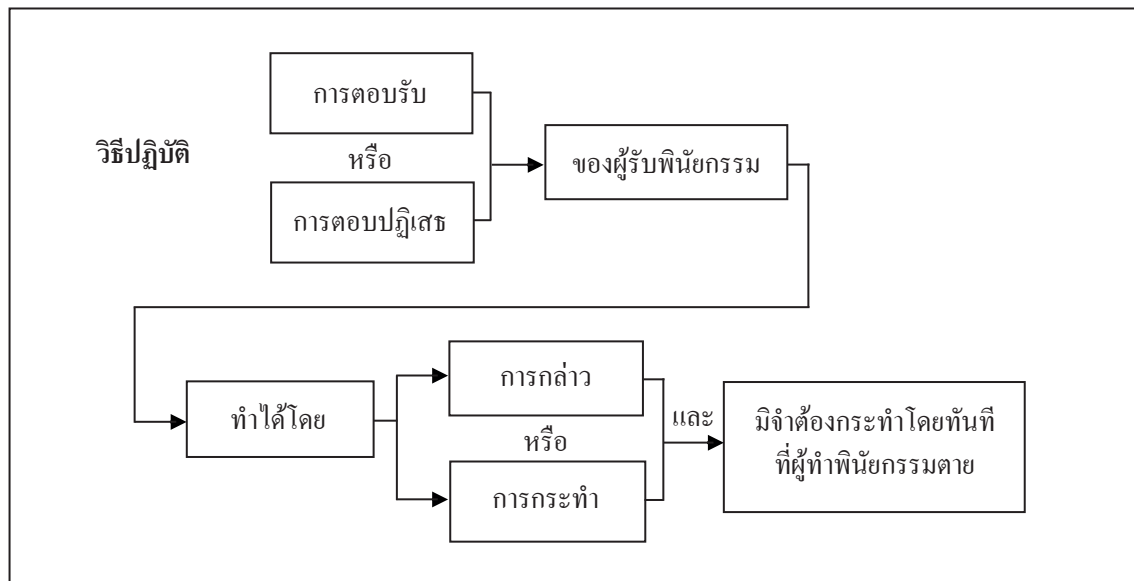 วิธีปฏิบัติ
การตอบรับ
หรือ
การตอบปฏิเสธ
ของผู้รับพินัยกรรม
ทำได้โดย
การกล่าว
หรือ
การกระทำ
และ
มิจำต้องกระทำโดยทันที
ที่ผู้ทำพินัยกรรมตาย